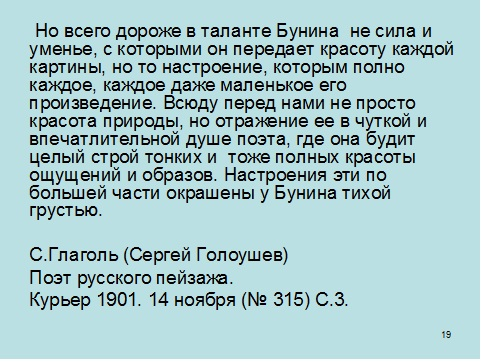 Но всего дороже в таланте Бунина  не сила и
уменье, с которыми он передает красоту каждой
картины, но то настроение, которым полно
каждое, каждое даже маленькое его
произведение. Всюду перед нами не просто
красота природы, но отражение ее в чуткой и
впечатлительной душе поэта, где она будит
целый строй тонких и  тоже полных красоты
ощущений и образов. Настроения эти по
большей части окрашены у Бунина тихой
грустью.
С.Глаголь (Сергей Голоушев)
Поэт русского пейзажа.
Курьер 1901. 14 ноября (№ 315) С.3.
19